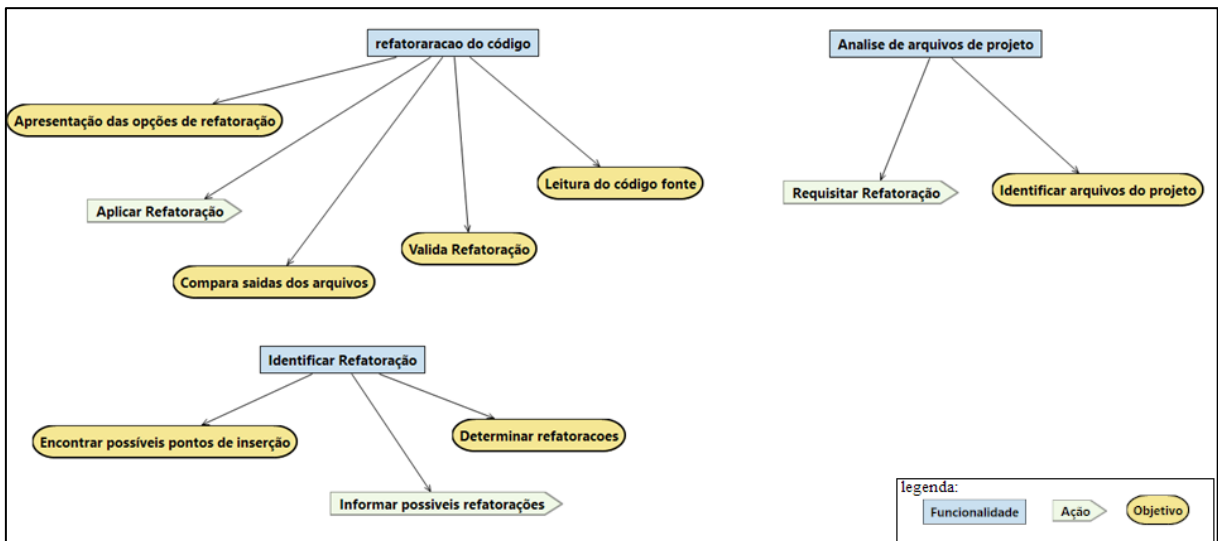 refatoraracao do código
Analise de arquivos de projeto
Apresentação das opções de refatoração
Aplicar Refatoração
Compara saidas dos arquivos
Valida Refatoração
Leitura do código fonte
Requisitar Refatoração
Identificar arquivos do projeto
Identificar Refatoração
Encontrar possíveis pontos de inserção
Informar possiveis refatorações
Determinar refatoracoes
legenda:
Funcionalidade
Ação
Objetivo